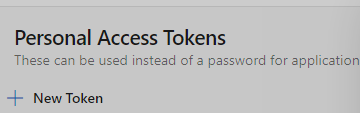 Personal Access Tokens
These can be used instead of a password for application
New Token